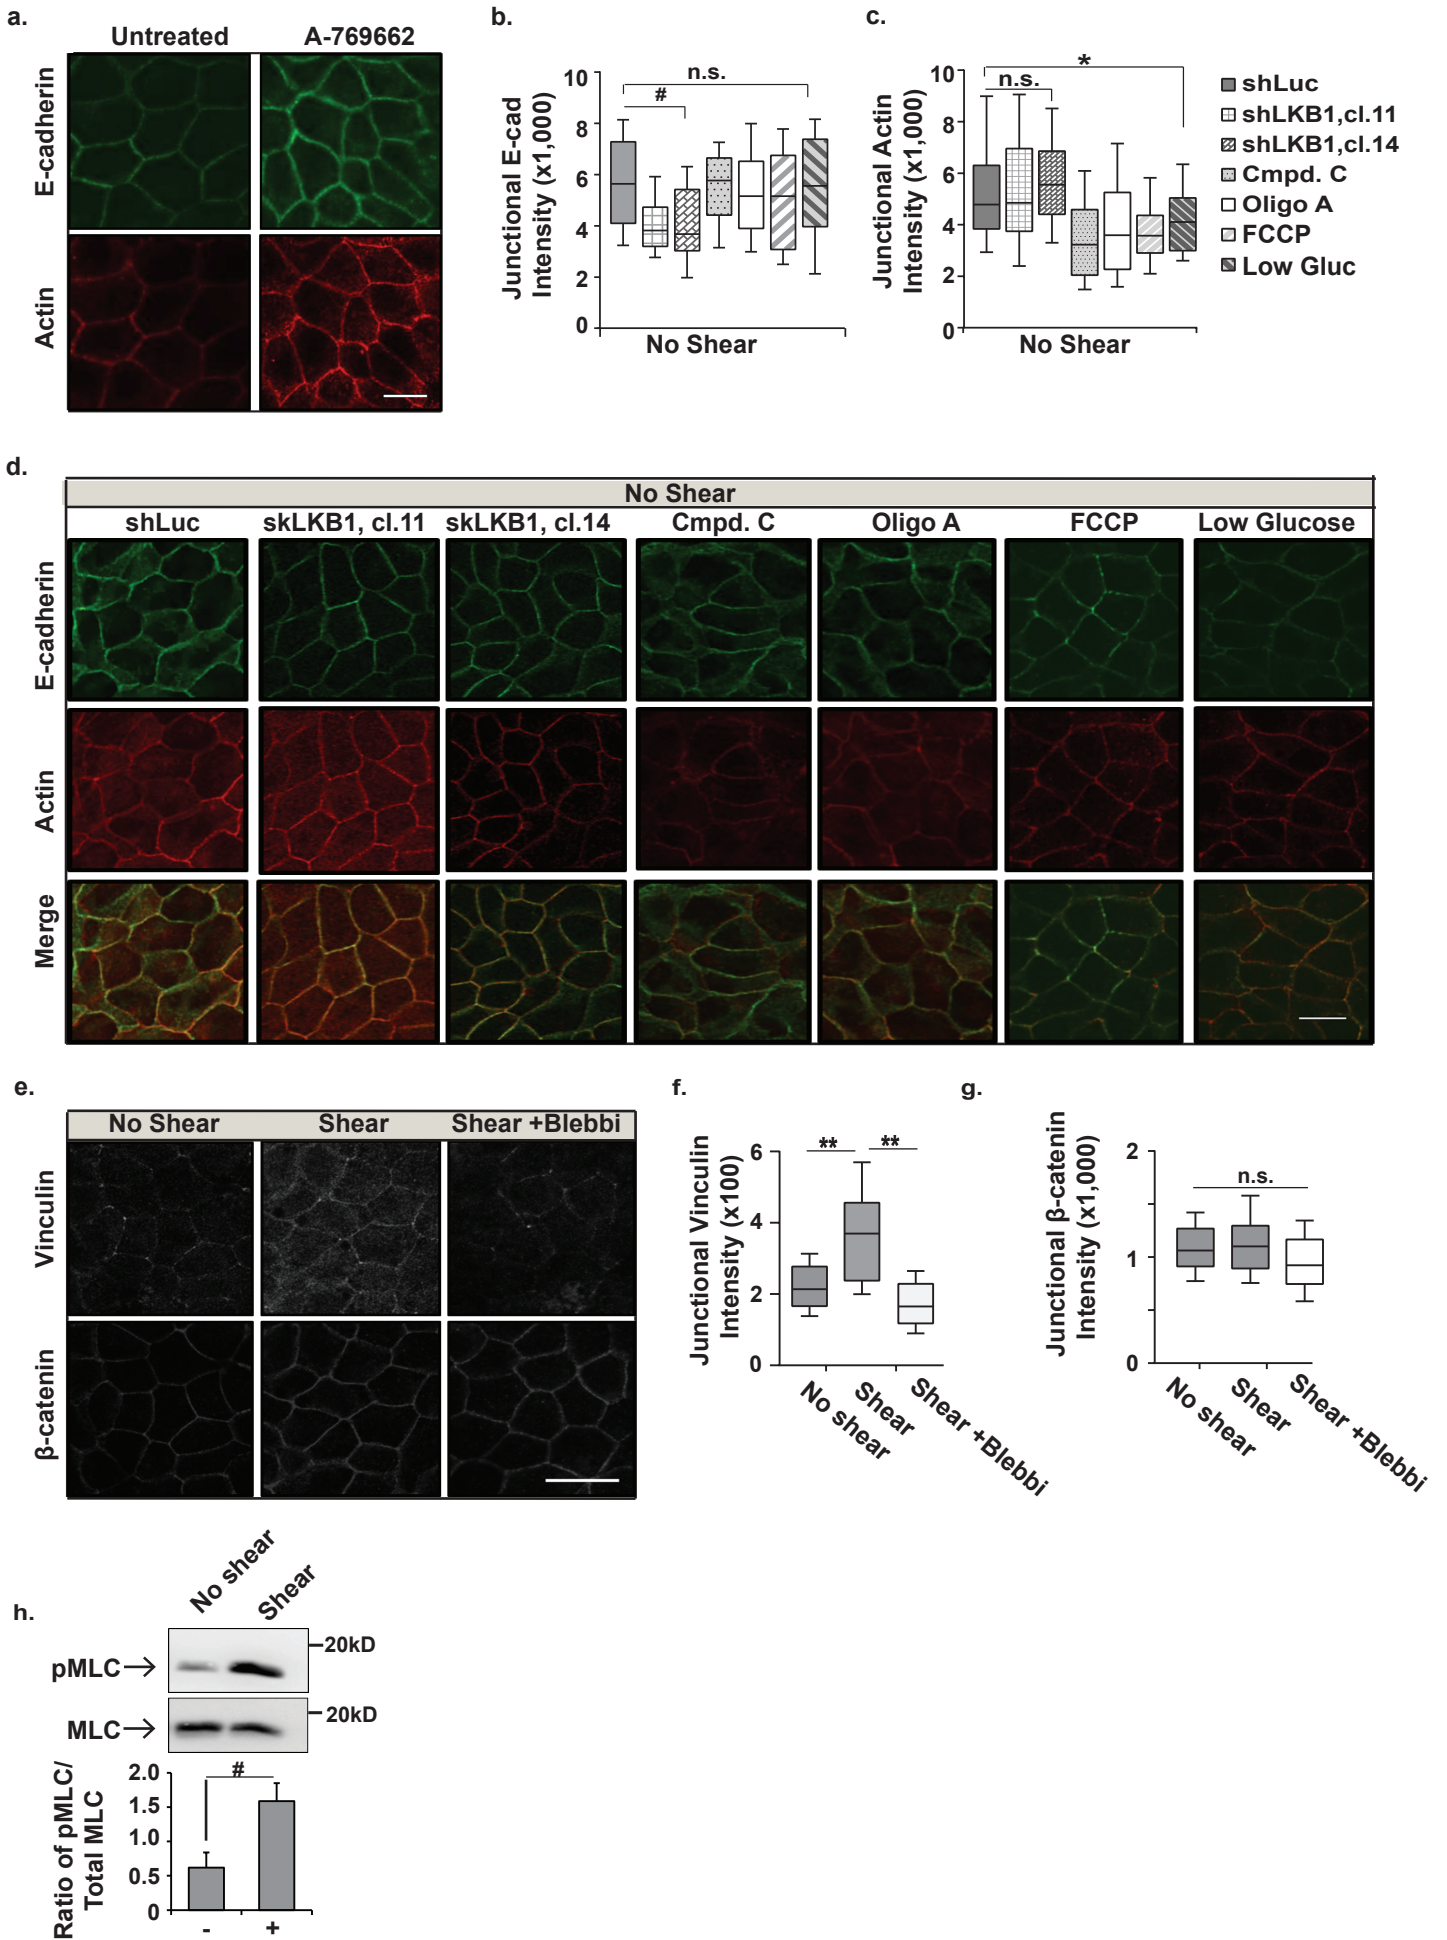 a.
Untreated
A-769662
E-cadherin
Actin
b.
Junctional E-cad
Intensity (x1,000)
10
8
6
4
2
0
n.s.
#
No Shear
c.
Junctional Actin
Intensity (x1,000)
10
8
6
4
2
0
*
n.s.
No Shear
shLuc
shLKB1,cl.11
shLKB1,cl.14
Cmpd. C
Oligo A
FCCP
Low Gluc
d.
No Shear
shLuc
skLKB1, cl.11
skLKB1, cl.14
Cmpd. C
Oligo A
FCCP
Low Glucose
E-cadherin
Actin
Merge
e.
No Shear
Shear
Shear +Blebbi
Vinculin
β-catenin
f.
Junctional Vinculin
Intensity (x100)
6
4
2
0
**
**
No shear
Shear
Shear +Blebbi
g.
Junctional β-catenin
Intensity (x1,000)
2
1
0
n.s.
No shear
Shear
Shear +Blebbi
h.
No shear
Shear
pMLC
20kD
MLC
20kD
Ratio of pMLC/
Total MLC
2.0
1.5
1.0
0.5
0
#
-
+